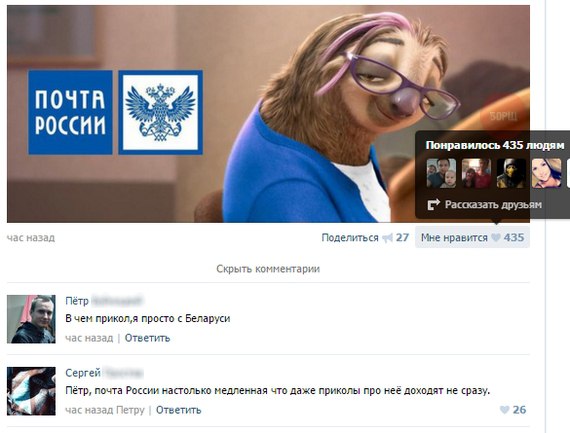 ПОЧТА
РОССИИ
БОРЩ
Понравилось 435 людям
Рассказать друзьям
час назад
Поделиться 27 Мне нравится 435
Скрыть комментарии
Пётр
В чем прикол,я просто с Беларуси
час назад | Ответить
Сергей
Пётр, почта России настолько медленная что даже приколы про неё доходят не сразу.
час назад Петру | Ответить 26